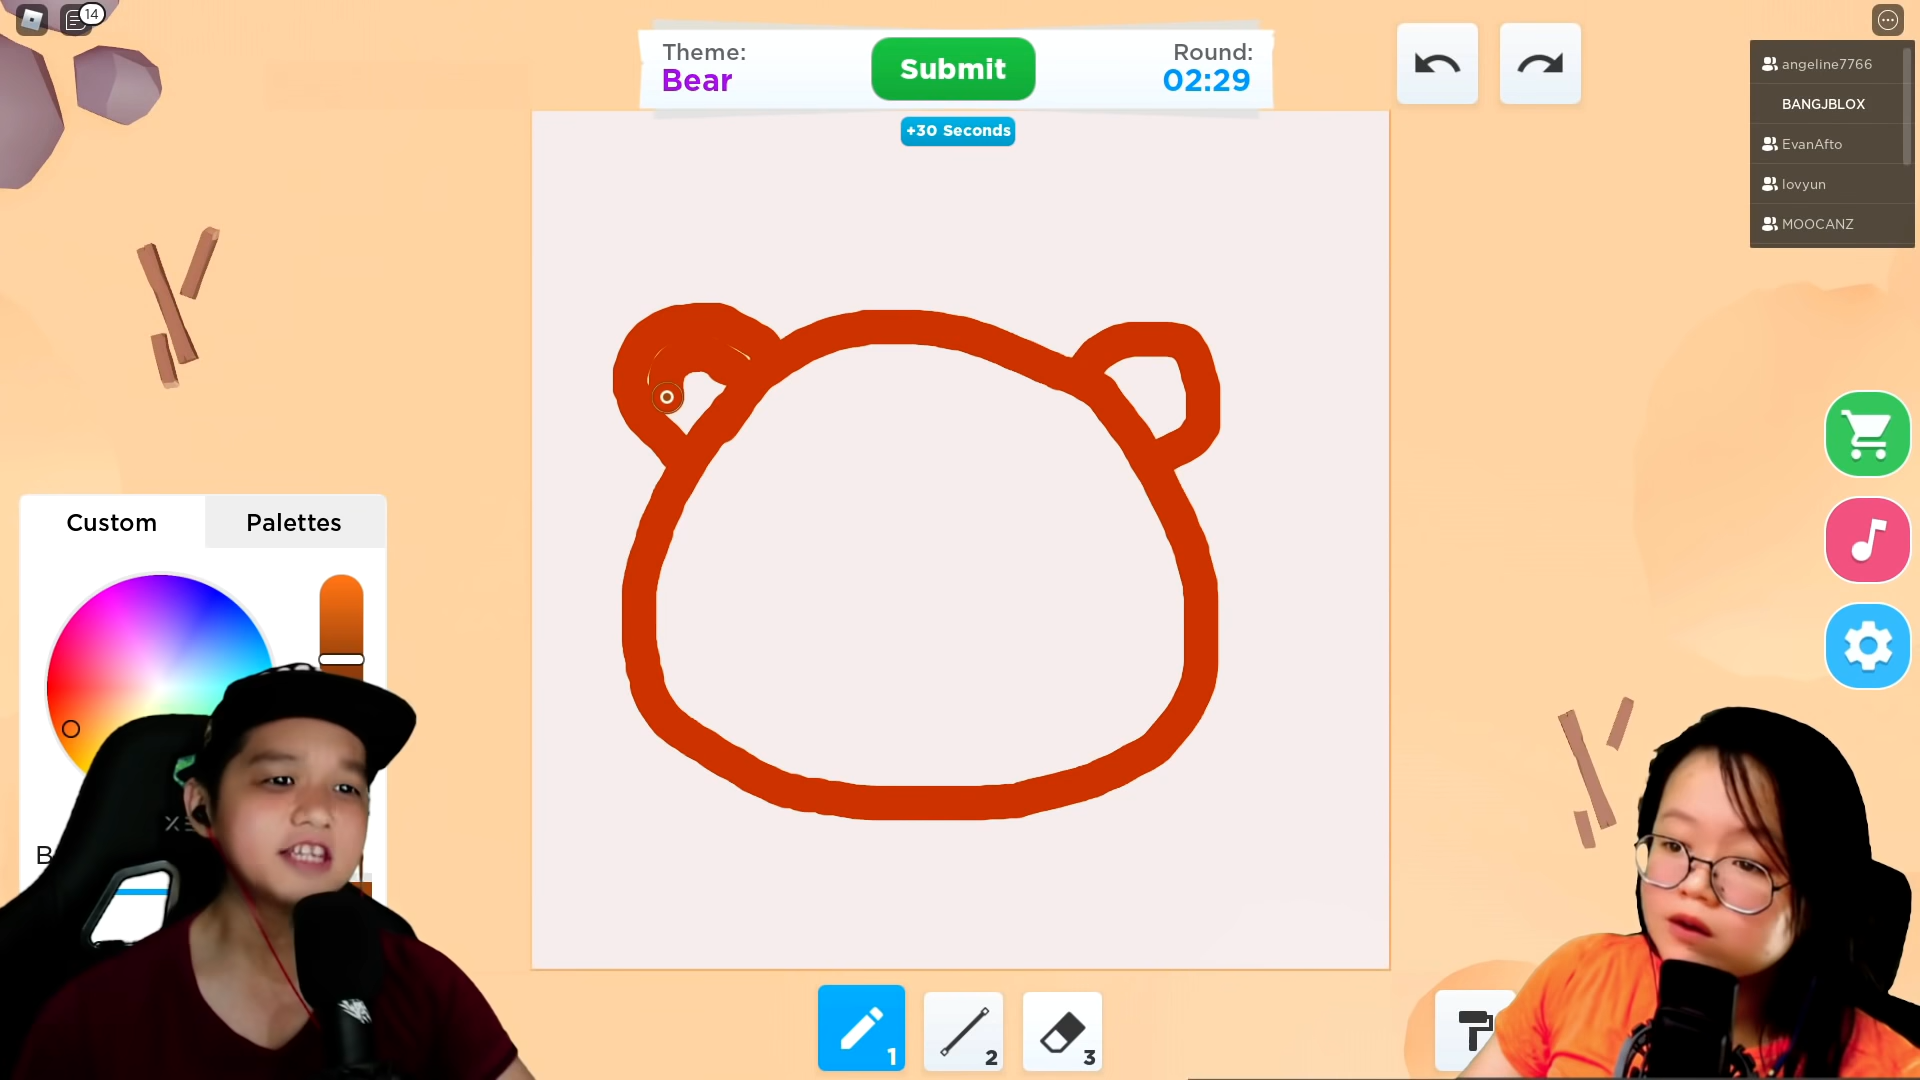 14
Theme:
Bear
Submit
Round:
02:29
+30 Seconds
angeline7766
BANGJBLOX
EvanAfto
lovyun
MOOCANZ
Custom
Palettes
B
1
2
3